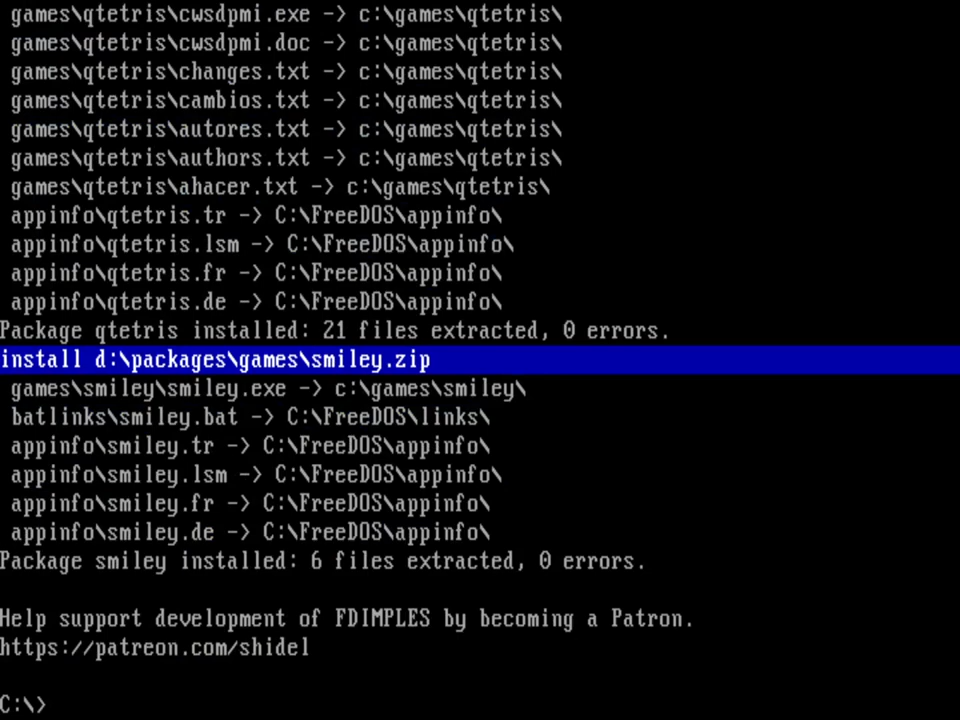 games\qtetris\cwsdpmi.exe -> c:\games\qtetris\
games\qtetris\cwsdpmi.doc -> c:\games\qtetris\
games\qtetris\changes.txt -> c:\games\qtetris\
games\qtetris\cambios.txt -> c:\games\qtetris\
games\qtetris\autores.txt -> c:\games\qtetris\
games\qtetris\authors.txt -> c:\games\qtetris\
games\qtetris\ahacer.txt -> c:\games\qtetris\
appinfo\qtetris.tr -> C:\FreeDOS\appinfo\
appinfo\qtetris.lsm -> C:\FreeDOS\appinfo\
appinfo\qtetris.fr -> C:\FreeDOS\appinfo\
appinfo\qtetris.de -> C:\FreeDOS\appinfo\
Package qtetris installed: 21 files extracted, 0 errors.
install d:\packages\games\smiley.zip
games\smiley\smiley.exe -> c:\games\smiley\
batlinks\smiley.bat -> C:\FreeDOS\links\
appinfo\smiley.tr -> C:\FreeDOS\appinfo\
appinfo\smiley.lsm -> C:\FreeDOS\appinfo\
appinfo\smiley.fr -> C:\FreeDOS\appinfo\
appinfo\smiley.de -> C:\FreeDOS\appinfo\
Package smiley installed: 6 files extracted, 0 errors.
Help support development of FDIMPLES by becoming a Patron.
https://patreon.com/shidel
C:\>